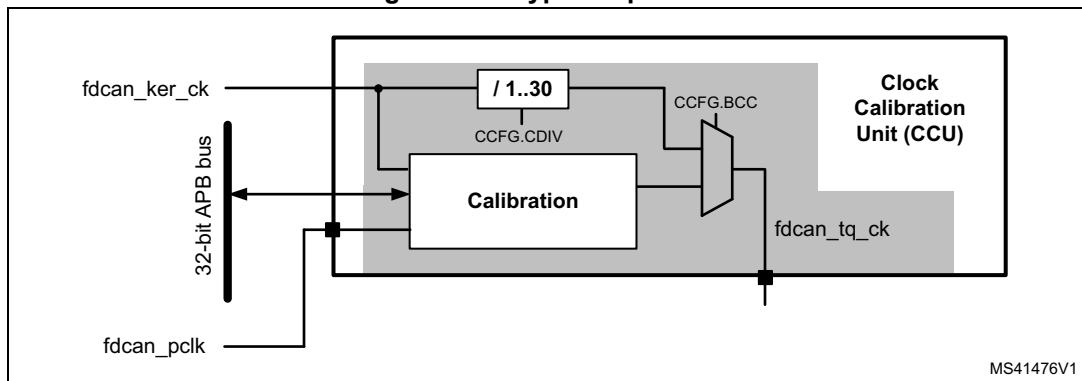 fdcan_ker_ck
/ 1..30
CCFG.CDIV
CCFG.BCC
Clock
Calibration
Unit (CCU)
32-bit APB bus
Calibration
fdcan_tq_ck
fdcan_pclk
MS41476V1